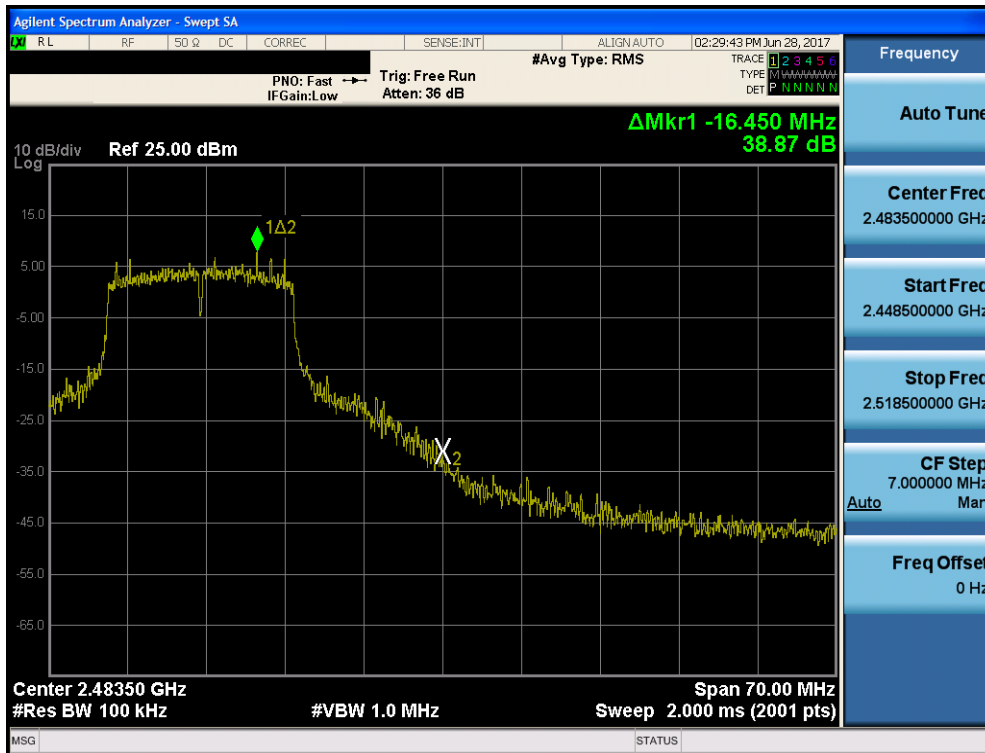 Agilent Spectrum Analyzer - Swept SA
LXI RL RF 50 Ω DC CORREC SENSE:INT ALIGN AUTO 02:29:43 PM Jun 28, 2017
#Avg Type: RMS TRACE 1 2 3 4 5 6
PNO: Fast Trig: Free Run TYPE M
IFGain:Low Atten: 36 dB DET P N N N N N
ΔMkr1 -16.450 MHz
38.87 dB
10 dB/div Ref 25.00 dBm
Log
15.0
1Δ2
5.00
-5.00
-15.0
-25.0
2
-35.0
-45.0
-55.0
-65.0
Center 2.48350 GHz Span 70.00 MHz
#Res BW 100 kHz #VBW 1.0 MHz Sweep 2.000 ms (2001 pts)
MSG STATUS
Frequency
Auto Tune
Center Freq
2.483500000 GHz
Start Freq
2.448500000 GHz
Stop Freq
2.518500000 GHz
CF Step
7.000000 MHz
Auto Man
Freq Offset
0 Hz